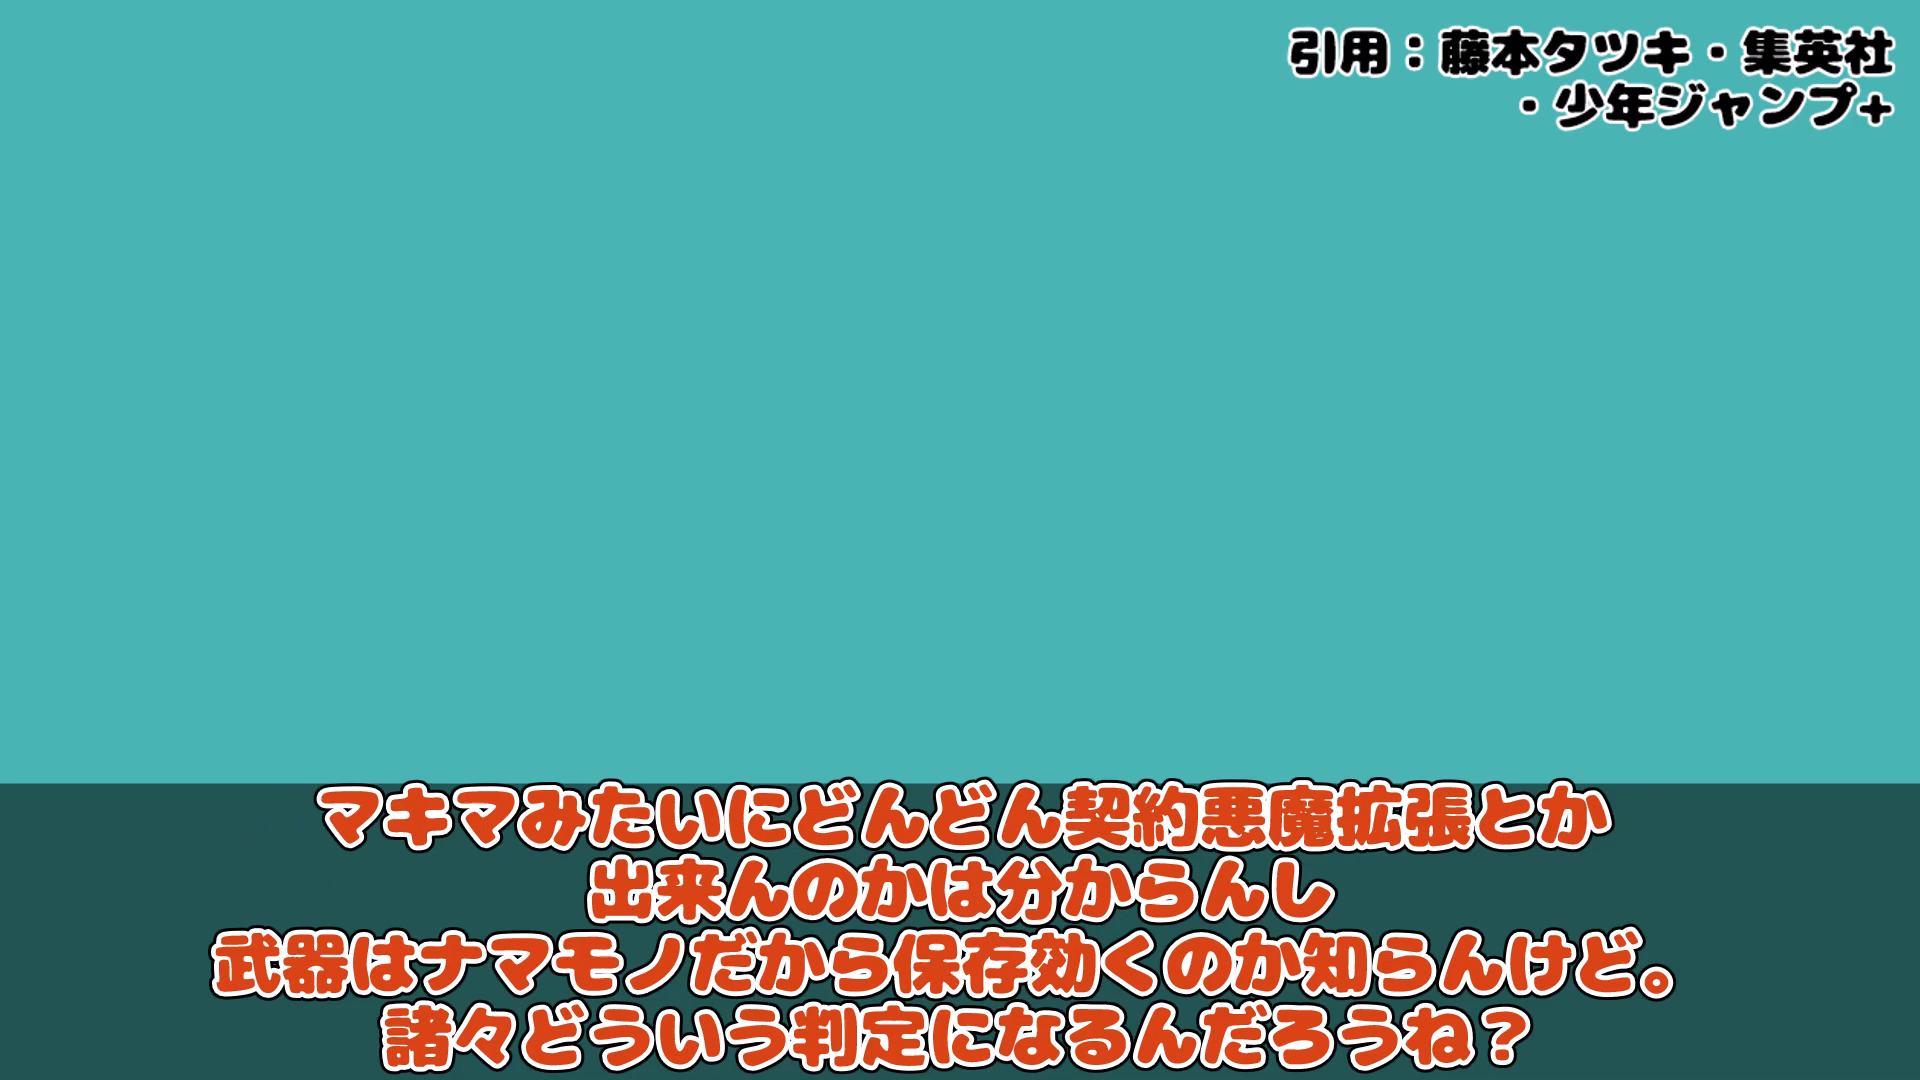 引用：藤本タツキ・集英社
・少年ジャンプ+
マキマみたいにどんどん契約悪魔拡張とか
出来んのかは分からんし
武器はナマモノだから保存効くのか知らんけど。
諸々どういう判定になるんだろうね？